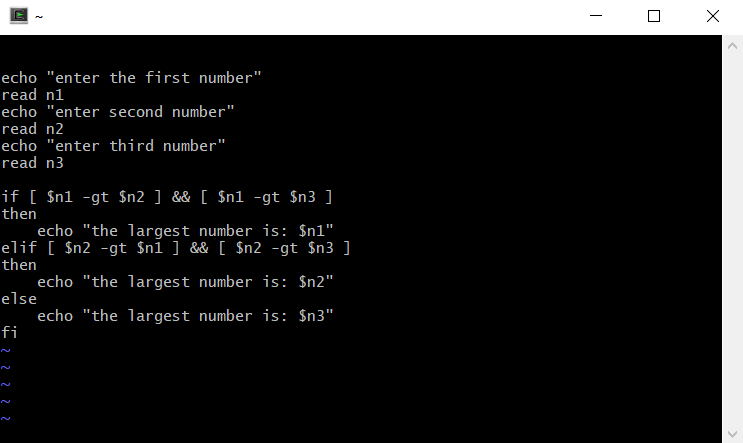 ~
echo "enter the first number"
read n1
echo "enter second number"
read n2
echo "enter third number"
read n3
if [ $n1 -gt $n2 ] && [ $n1 -gt $n3 ]
then
    echo "the largest number is: $n1"
elif [ $n2 -gt $n1 ] && [ $n2 -gt $n3 ]
then
    echo "the largest number is: $n2"
else
    echo "the largest number is: $n3"
fi
~
~
~
~
~